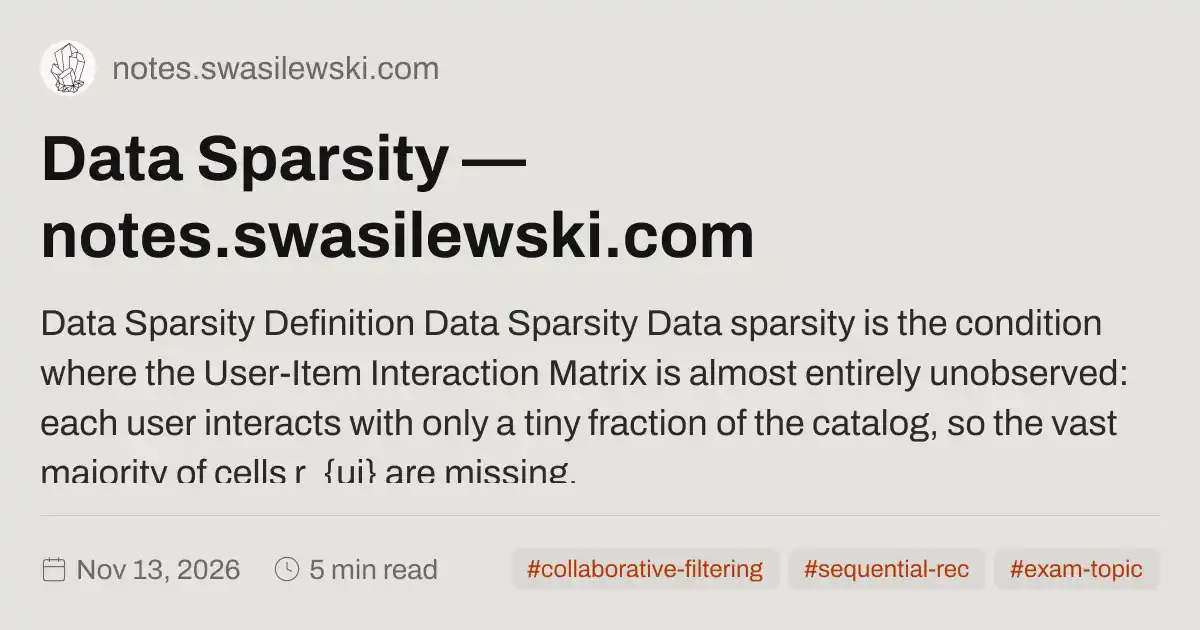 notes.swasilewski.com
Data Sparsity —
notes.swasilewski.com
Data Sparsity Definition Data Sparsity Data sparsity is the condition
where the User-Item Interaction Matrix is almost entirely unobserved:
each user interacts with only a tiny fraction of the catalog, so the vast
majority of cells r_{ui} are missing.
Nov 13, 2026
5 min read
#collaborative-filtering
#sequential-rec
#exam-topic